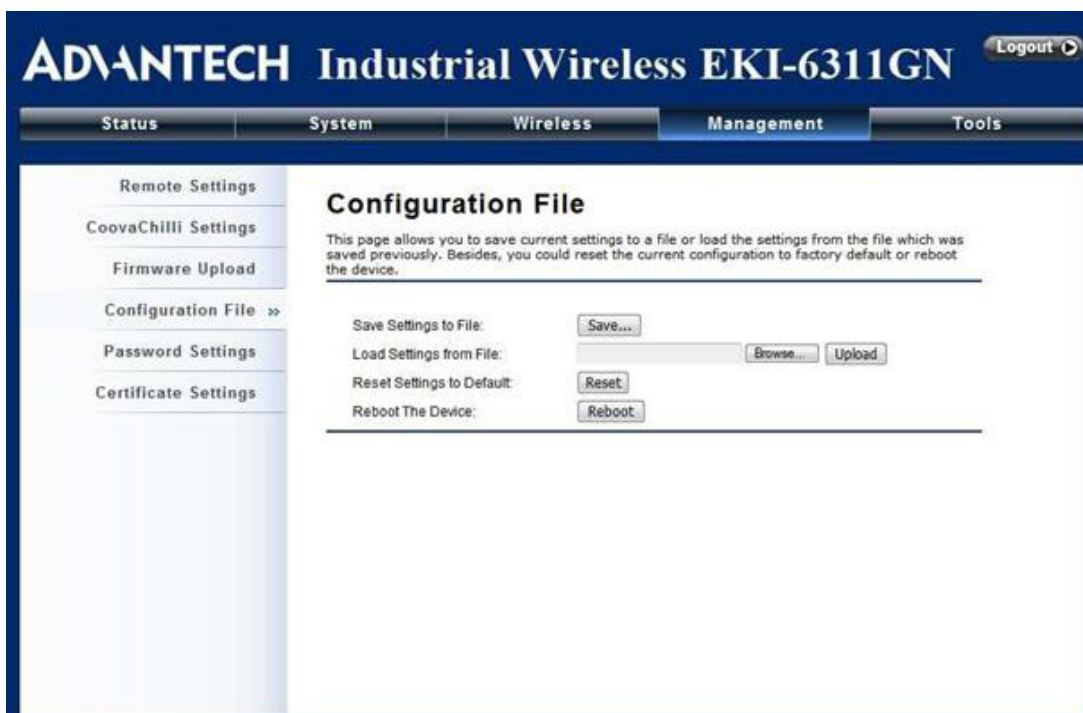 ADVANTECH Industrial Wireless EKI-6311GN
Logout
Status System Wireless Management Tools
Remote Settings
CoovaChilli Settings
Firmware Upload
Configuration File »
Password Settings
Certificate Settings
Configuration File
This page allows you to save current settings to a file or load the settings from the file which was
saved previously. Besides, you could reset the current configuration to factory default or reboot
the device.
Save Settings to File: Save...
Load Settings from File: Browse... Upload
Reset Settings to Default: Reset
Reboot The Device: Reboot